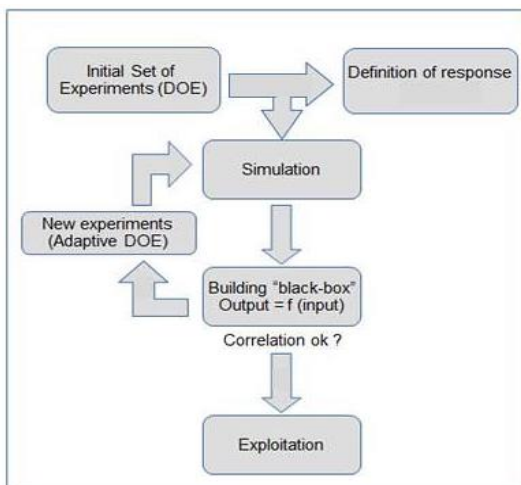 Initial Set of
Experiments (DOE)
Definition of response
Simulation
New experiments
(Adaptive DOE)
Building “black-box”
Output = f (input)
Correlation ok ?
Exploitation